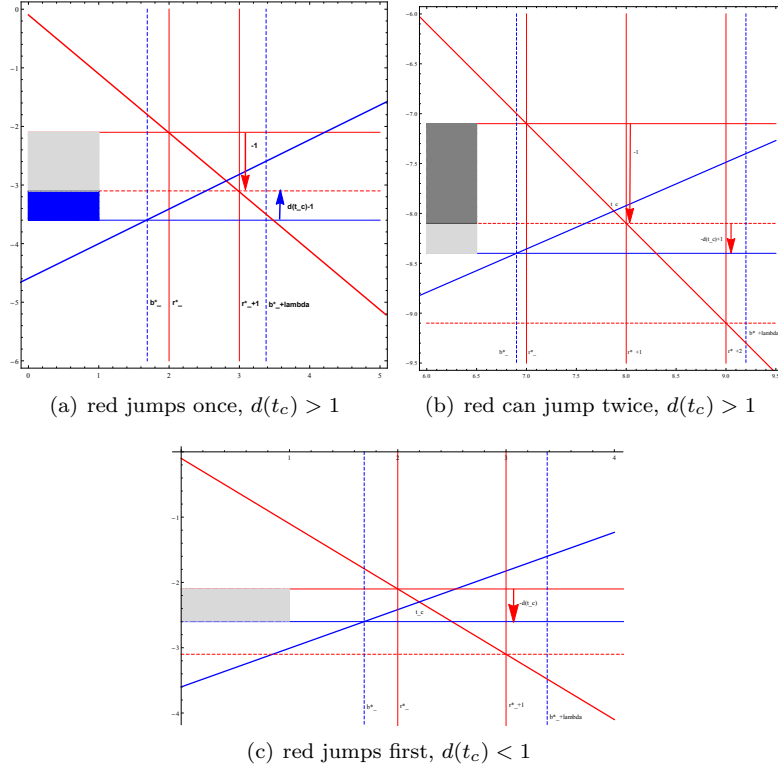 0
-1
-2
-3
-4
-5
-6
0
1
2
3
4
5
-1
d(t_c)-1
b*_
r*_
r*_+1
b*_+lambda
(a) red jumps once, d(t_c) > 1
-6.0
-6.5
-7.0
-7.5
-8.0
-8.5
-9.0
-9.5
6.0
6.5
7.0
7.5
8.0
8.5
9.0
9.5
-1
t_c
-d(t_c)+1
b*_
r*_
r*_+1
r*_+2
b*_+lambda
(b) red can jump twice, d(t_c) > 1
1
2
3
4
-1
-2
-3
-4
-d(t_c)
t_c
b*_
r*_
r*_+1
b*_+lambda
(c) red jumps first, d(t_c) < 1